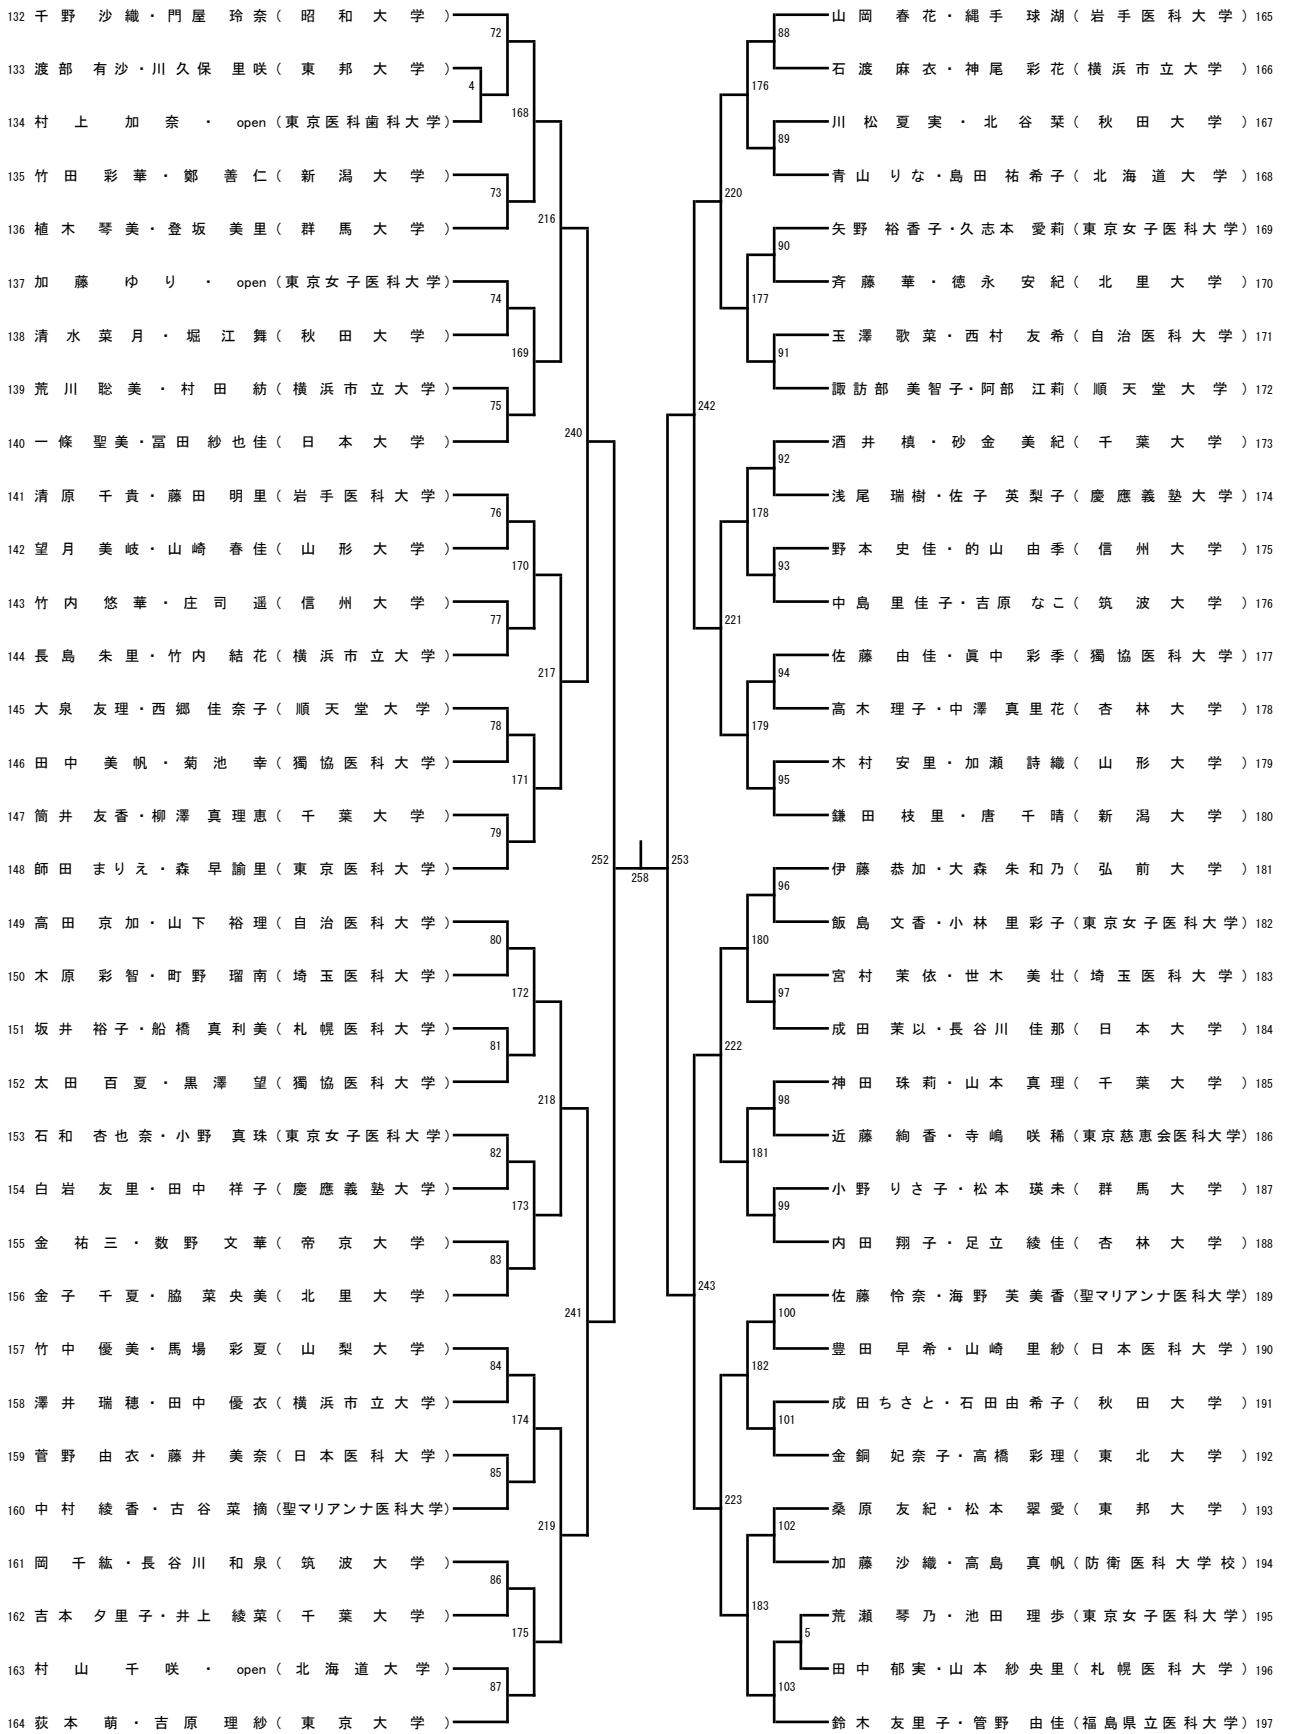 132 千野 沙織・門屋 玲奈(昭和大学)
72
133 渡部 有沙・川久保 里咲(東邦大学)
4
168
134 村上 加奈・open(東京医科歯科大学)
135 竹田 彩華・鄭 善仁(新潟大学)
73
216
136 植木 琴美・登坂 美里(群馬大学)
137 加藤 ゆり・open(東京女子医科大学)
74
138 清水菜月・堀江舞(秋田大学)
169
139 荒川 聡美・村田 紡(横浜市立大学)
75
240
140 一條 聖美・冨田 紗也佳(日本大学)
141 清原 千貴・藤田 明里(岩手医科大学)
76
142 望月 美岐・山崎 春佳(山形大学)
170
143 竹内 悠華・庄司 遥(信州大学)
77
144 長島 朱里・竹内 結花(横浜市立大学)
217
145 大泉 友理・西郷 佳奈子(順天堂大学)
78
146 田中 美帆・菊池 幸(獨協医科大学)
171
147 筒井 友香・柳澤 真理恵(千葉大学)
79
252
148 師田 まりえ・森 早諭里(東京医科大学)
149 高田 京加・山下 裕理(自治医科大学)
80
150 木原 彩智・町野 瑠南(埼玉医科大学)
172
151 坂井 裕子・船橋 真利美(札幌医科大学)
81
152 太田 百夏・黒澤 望(獨協医科大学)
218
153 石和 杏也奈・小野 真珠(東京女子医科大学)
82
154 白岩 友里・田中 祥子(慶應義塾大学)
173
155 金 祐三・数野 文華(帝京大学)
83
156 金子 千夏・脇 菜央美(北里大学)
241
157 竹中 優美・馬場 彩夏(山梨大学)
84
158 澤井 瑞穂・田中 優衣(横浜市立大学)
174
159 菅野 由衣・藤井 美奈(日本医科大学)
85
160 中村 綾香・古谷 菜摘(聖マリアンナ医科大学)
219
161 岡 千紘・長谷川 和泉(筑波大学)
86
162 吉本 夕里子・井上 綾菜(千葉大学)
175
163 村山 千咲・open(北海道大学)
87
164 荻本 萌・吉原 理紗(東京大学)
258
山岡 春花・縄手 球湖(岩手医科大学)165
88
石渡 麻衣・神尾 彩花(横浜市立大学)166
176
川松夏実・北谷栞(秋田大学)167
89
青山 りな・島田 祐希子(北海道大学)168
220
矢野 裕香子・久志本 愛莉(東京女子医科大学)169
90
斉藤 華・徳永 安紀(北里大学)170
177
玉澤 歌菜・西村 友希(自治医科大学)171
91
諏訪部 美智子・阿部 江莉(順天堂大学)172
242
酒井 槙・砂金 美紀(千葉大学)173
92
浅尾 瑞樹・佐子 英梨子(慶應義塾大学)174
178
野本 史佳・的山 由季(信州大学)175
93
中島 里佳子・吉原 なこ(筑波大学)176
221
佐藤 由佳・眞中 彩季(獨協医科大学)177
94
高木 理子・中澤 真里花(杏林大学)178
179
木村 安里・加瀬 詩織(山形大学)179
95
鎌田 枝里・唐 千晴(新潟大学)180
253
伊藤 恭加・大森 朱和乃(弘前大学)181
96
飯島 文香・小林 里彩子(東京女子医科大学)182
180
宮村 茉依・世木 美壮(埼玉医科大学)183
97
成田 茉以・長谷川 佳那(日本大学)184
222
神田 珠莉・山本 真理(千葉大学)185
98
近藤 絢香・寺嶋 咲稀(東京慈恵会医科大学)186
181
小野 りさ子・松本 瑛未(群馬大学)187
99
内田 翔子・足立 綾佳(杏林大学)188
243
佐藤 怜奈・海野 芙美香(聖マリアンナ医科大学)189
100
豊田 早希・山崎 里紗(日本医科大学)190
182
成田ちさと・石田由希子(秋田大学)191
101
金銅 妃奈子・高橋 彩理(東北大学)192
223
桑原 友紀・松本 翠愛(東邦大学)193
102
加藤 沙織・高島 真帆(防衛医科大学校)194
183
荒瀬 琴乃・池田 理歩(東京女子医科大学)195
5
田中 郁実・山本 紗央里(札幌医科大学)196
103
鈴木 友里子・管野 由佳(福島県立医科大学)197